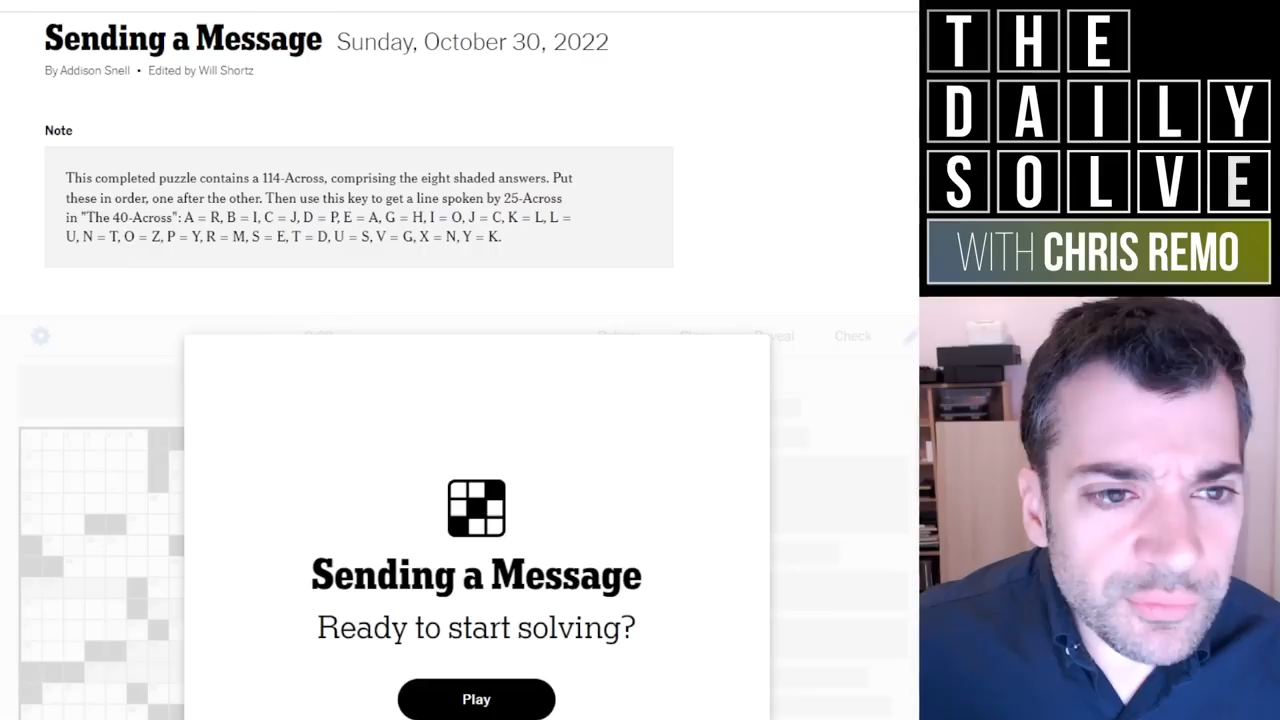 Sending a Message Sunday, October 30, 2022
By Addison Snell • Edited by Will Shortz
Note
This completed puzzle contains a 114-Across, comprising the eight shaded answers. Put
these in order, one after the other. Then use this key to get a line spoken by 25-Across
in "The 40-Across": A = R, B = I, C = J, D = P, E = A, G = H, I = O, J = C, K = L, L =
U, N = T, O = Z, P = Y, R = M, S = E, T = D, U = S, V = G, X = N, Y = K.
Check
Sending a Message
Ready to start solving?
Play
THE
DAILY
SOLVE
WITH CHRIS REMO